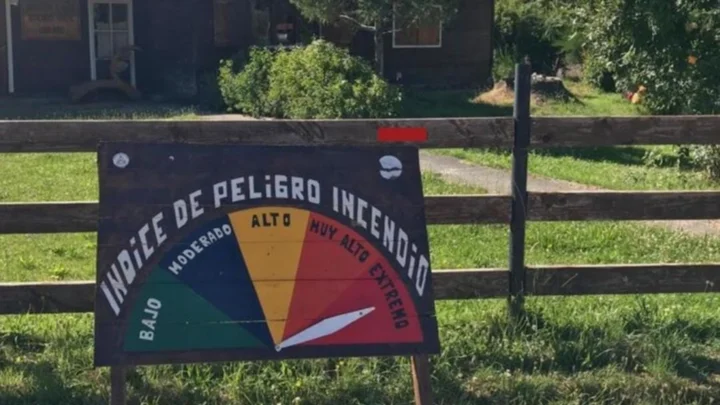 INDICE DE PELIGRO INCENDIO
BAJO
MODERADO
ALTO
MUY ALTO
EXTREMO